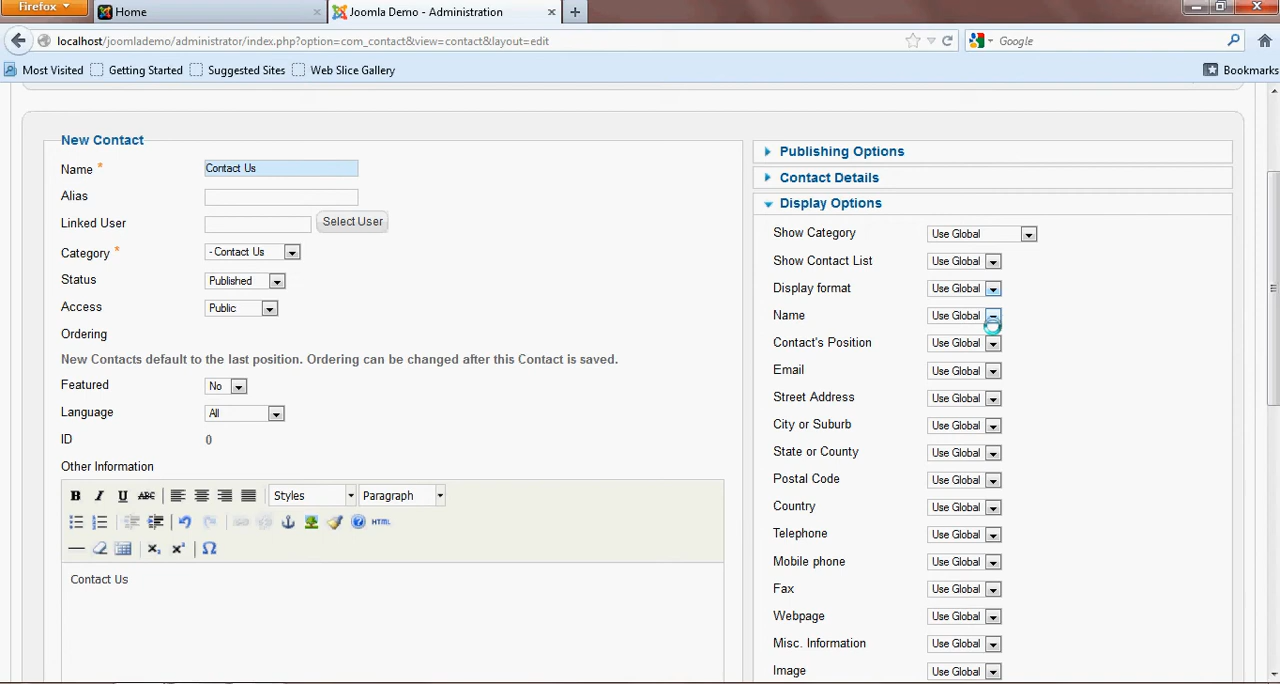 Firefox
Home
Joomla Demo - Administration
localhost/joomlademo/administrator/index.php?option=com_contact&view=contact&layout=edit
Google
Most Visited
Getting Started
Suggested Sites
Web Slice Gallery
Bookmarks
New Contact
Name *
Contact Us
Alias
Linked User
Select User
Category *
- Contact Us
Status
Published
Access
Public
Ordering
New Contacts default to the last position. Ordering can be changed after this Contact is saved.
Featured
No
Language
All
ID
0
Other Information
B I U ABC
Styles
Paragraph
HTML
Contact Us
Publishing Options
Contact Details
Display Options
Show Category
Use Global
Show Contact List
Use Global
Display format
Use Global
Name
Use Global
Contact's Position
Use Global
Email
Use Global
Street Address
Use Global
City or Suburb
Use Global
State or County
Use Global
Postal Code
Use Global
Country
Use Global
Telephone
Use Global
Mobile phone
Use Global
Fax
Use Global
Webpage
Use Global
Misc. Information
Use Global
Image
Use Global